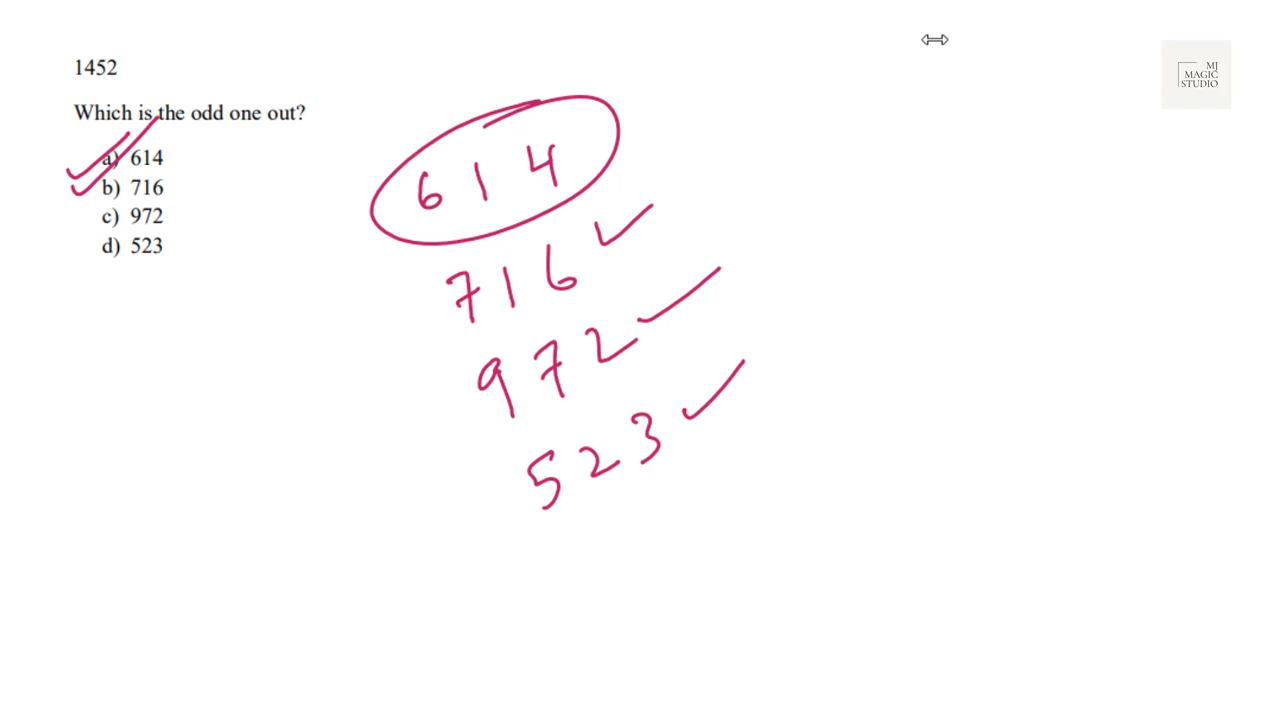 1452
Which is the odd one out?
a) 614
b) 716
c) 972
d) 523
614
716
972
523
MJ
MAGIC
STUDIO